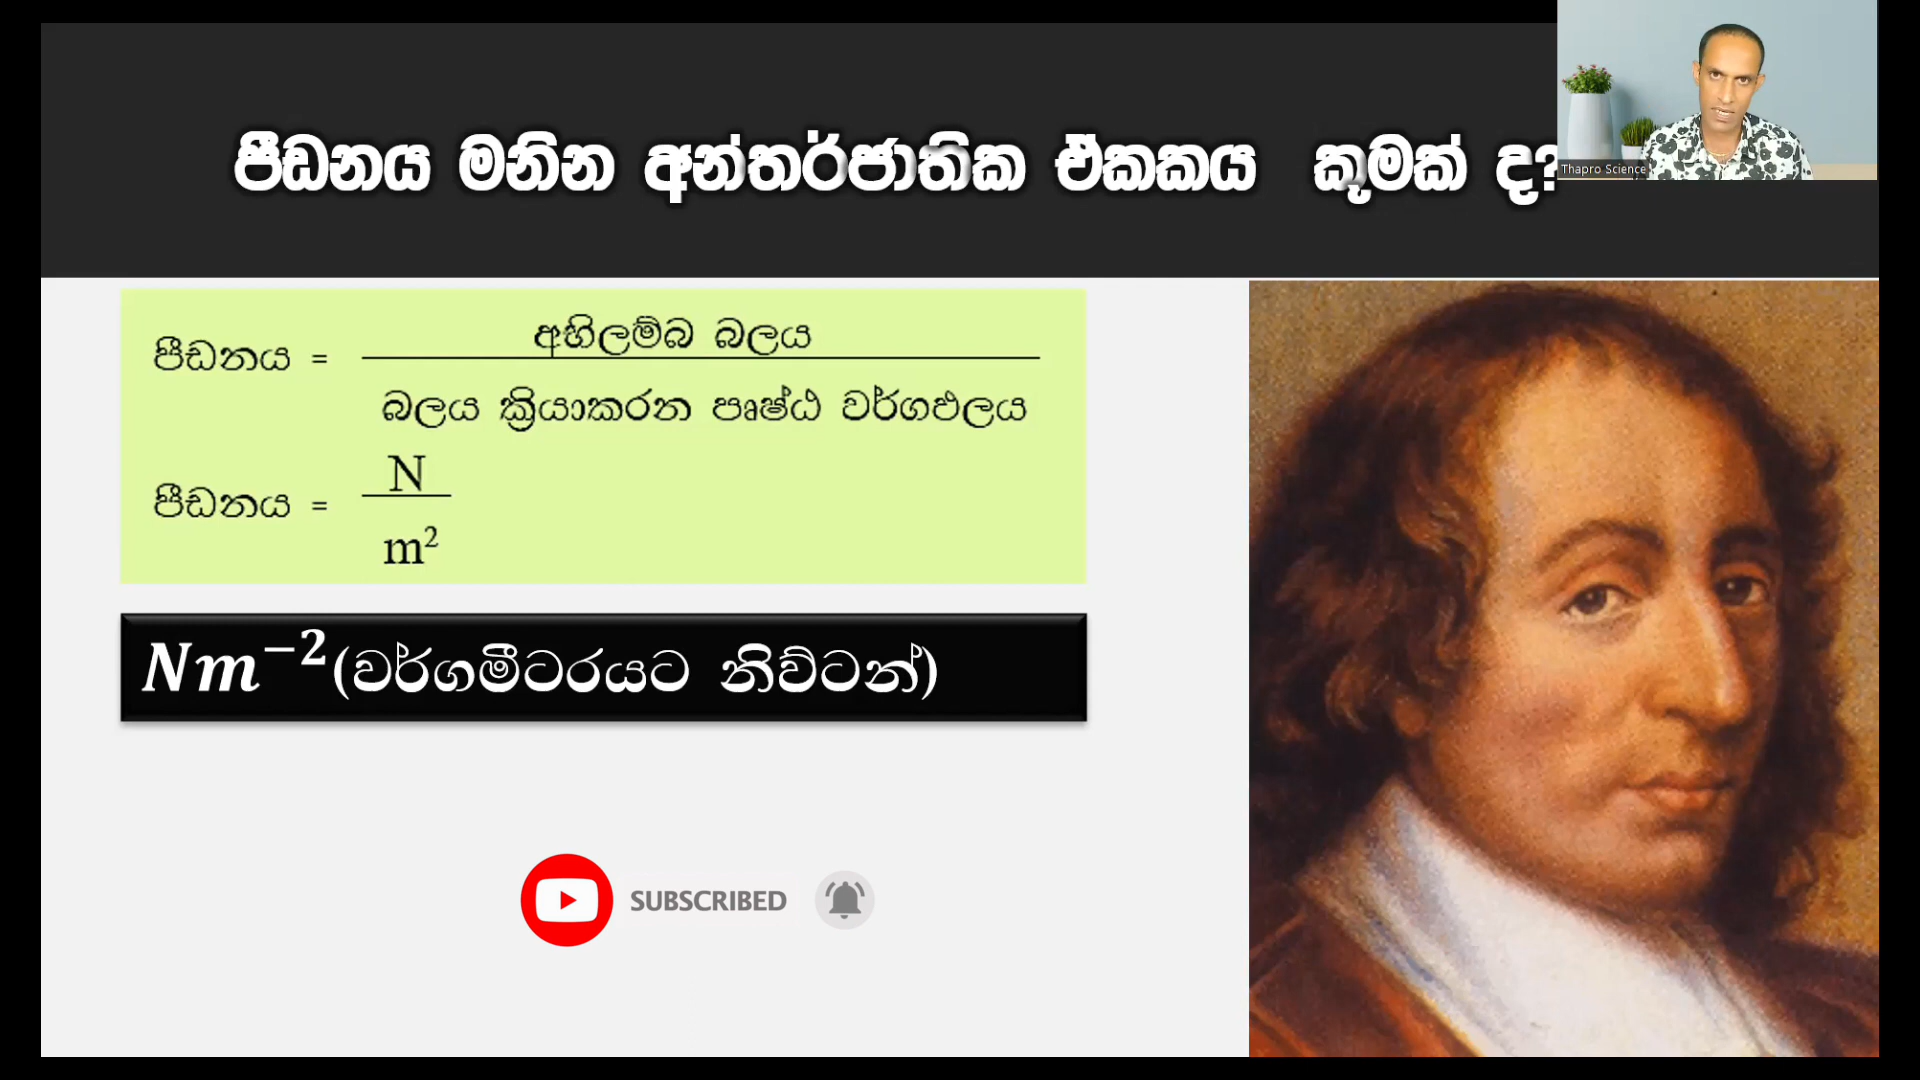 පීඩනය මනින අන්තර්ජාතික ඒකකය කුමක් ද?
Thapro Science
පීඩනය = අභිලම්බ බලය
බලය ක්‍රියාකරන පෘෂ්ඨ වර්ගඵලය
පීඩනය = N
m²
Nm⁻²(වර්ගමීටරයට නිව්ටන්)
SUBSCRIBED